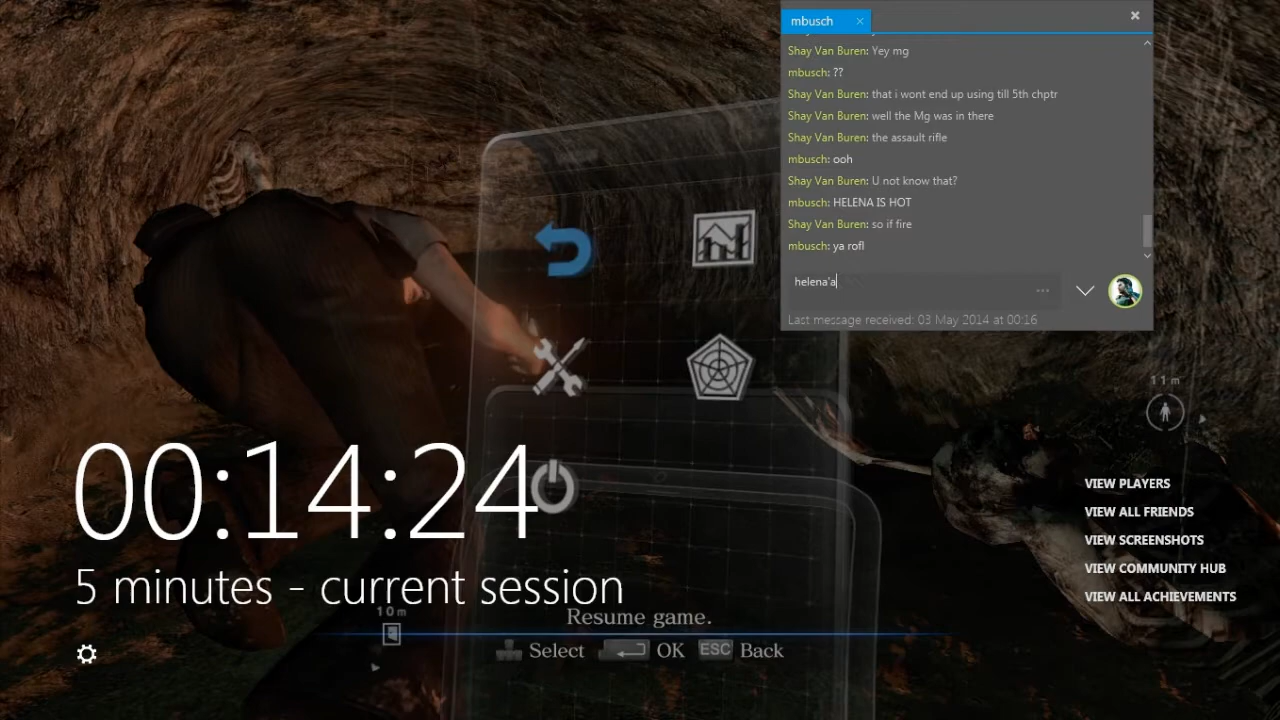 mbusch
Shay Van Buren: Yey mg
mbusch: ??
Shay Van Buren: that i wont end up using till 5th chptr
Shay Van Buren: well the Mg was in there
Shay Van Buren: the assault rifle
mbusch: ooh
Shay Van Buren: U not know that?
mbusch: HELENA IS HOT
Shay Van Buren: so if fire
mbusch: ya rofl
helena'a
Last message received: 03 May 2014 at 00:16
11m
00:14:24
5 minutes - current session
VIEW PLAYERS
VIEW ALL FRIENDS
VIEW SCREENSHOTS
VIEW COMMUNITY HUB
VIEW ALL ACHIEVEMENTS
10m
Resume game.
Select OK ESC Back